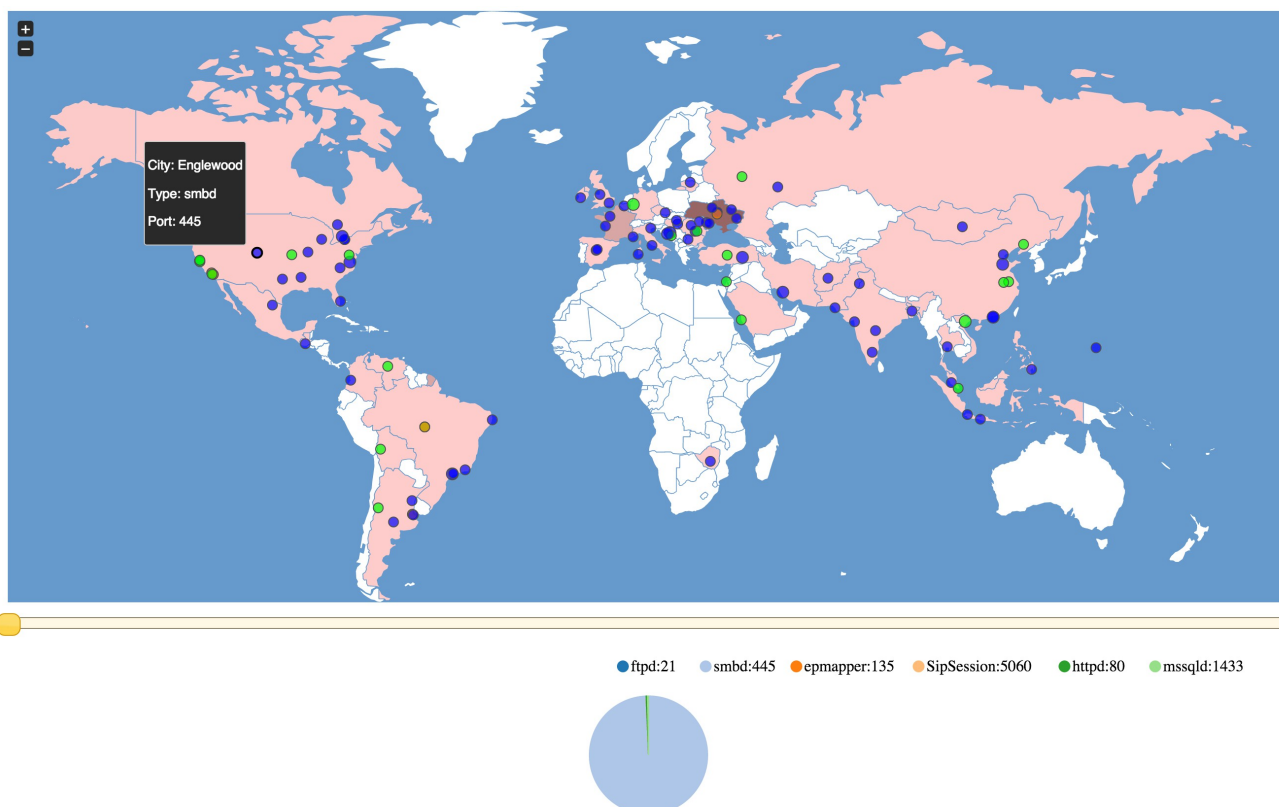 +
−
City: Englewood
Type: smbd
Port: 445
ftpd:21 smbd:445 epmapper:135 SipSession:5060 httpd:80 mssqld:1433